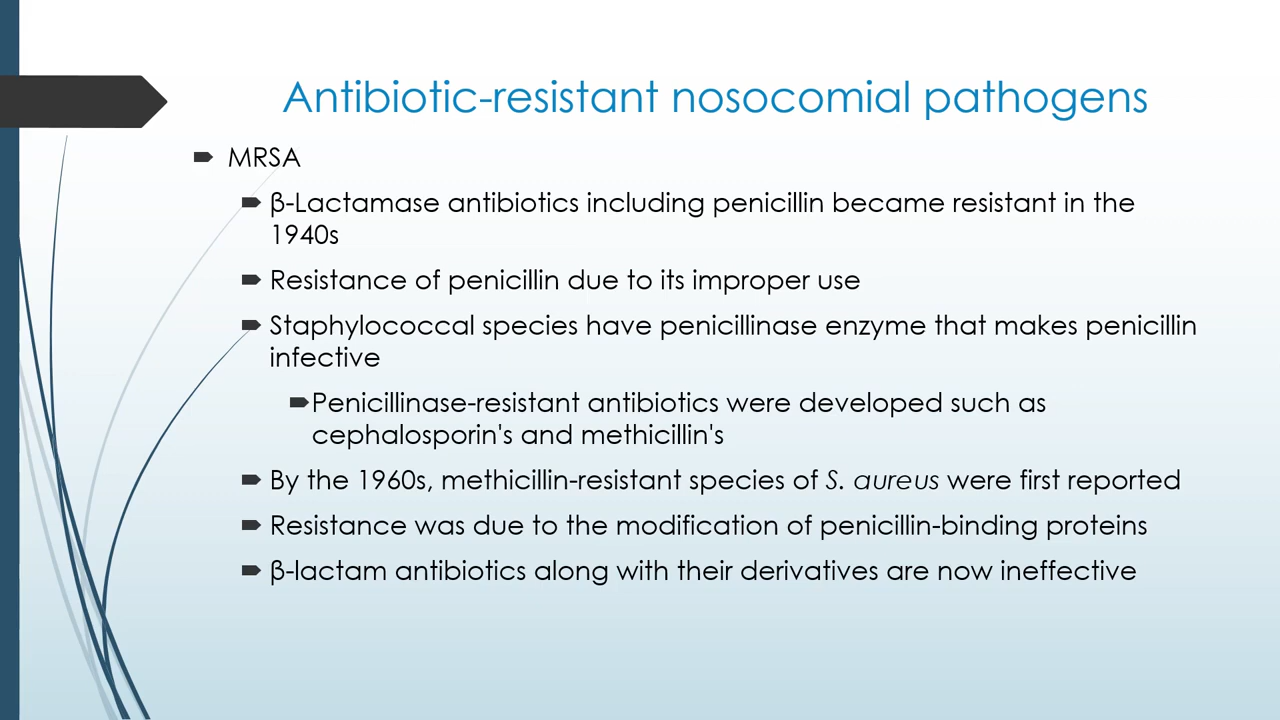 Antibiotic-resistant nosocomial pathogens
MRSA
β-Lactamase antibiotics including penicillin became resistant in the
1940s
Resistance of penicillin due to its improper use
Staphylococcal species have penicillinase enzyme that makes penicillin
infective
Penicillinase-resistant antibiotics were developed such as
cephalosporin's and methicillin's
By the 1960s, methicillin-resistant species of S. aureus were first reported
Resistance was due to the modification of penicillin-binding proteins
β-lactam antibiotics along with their derivatives are now ineffective